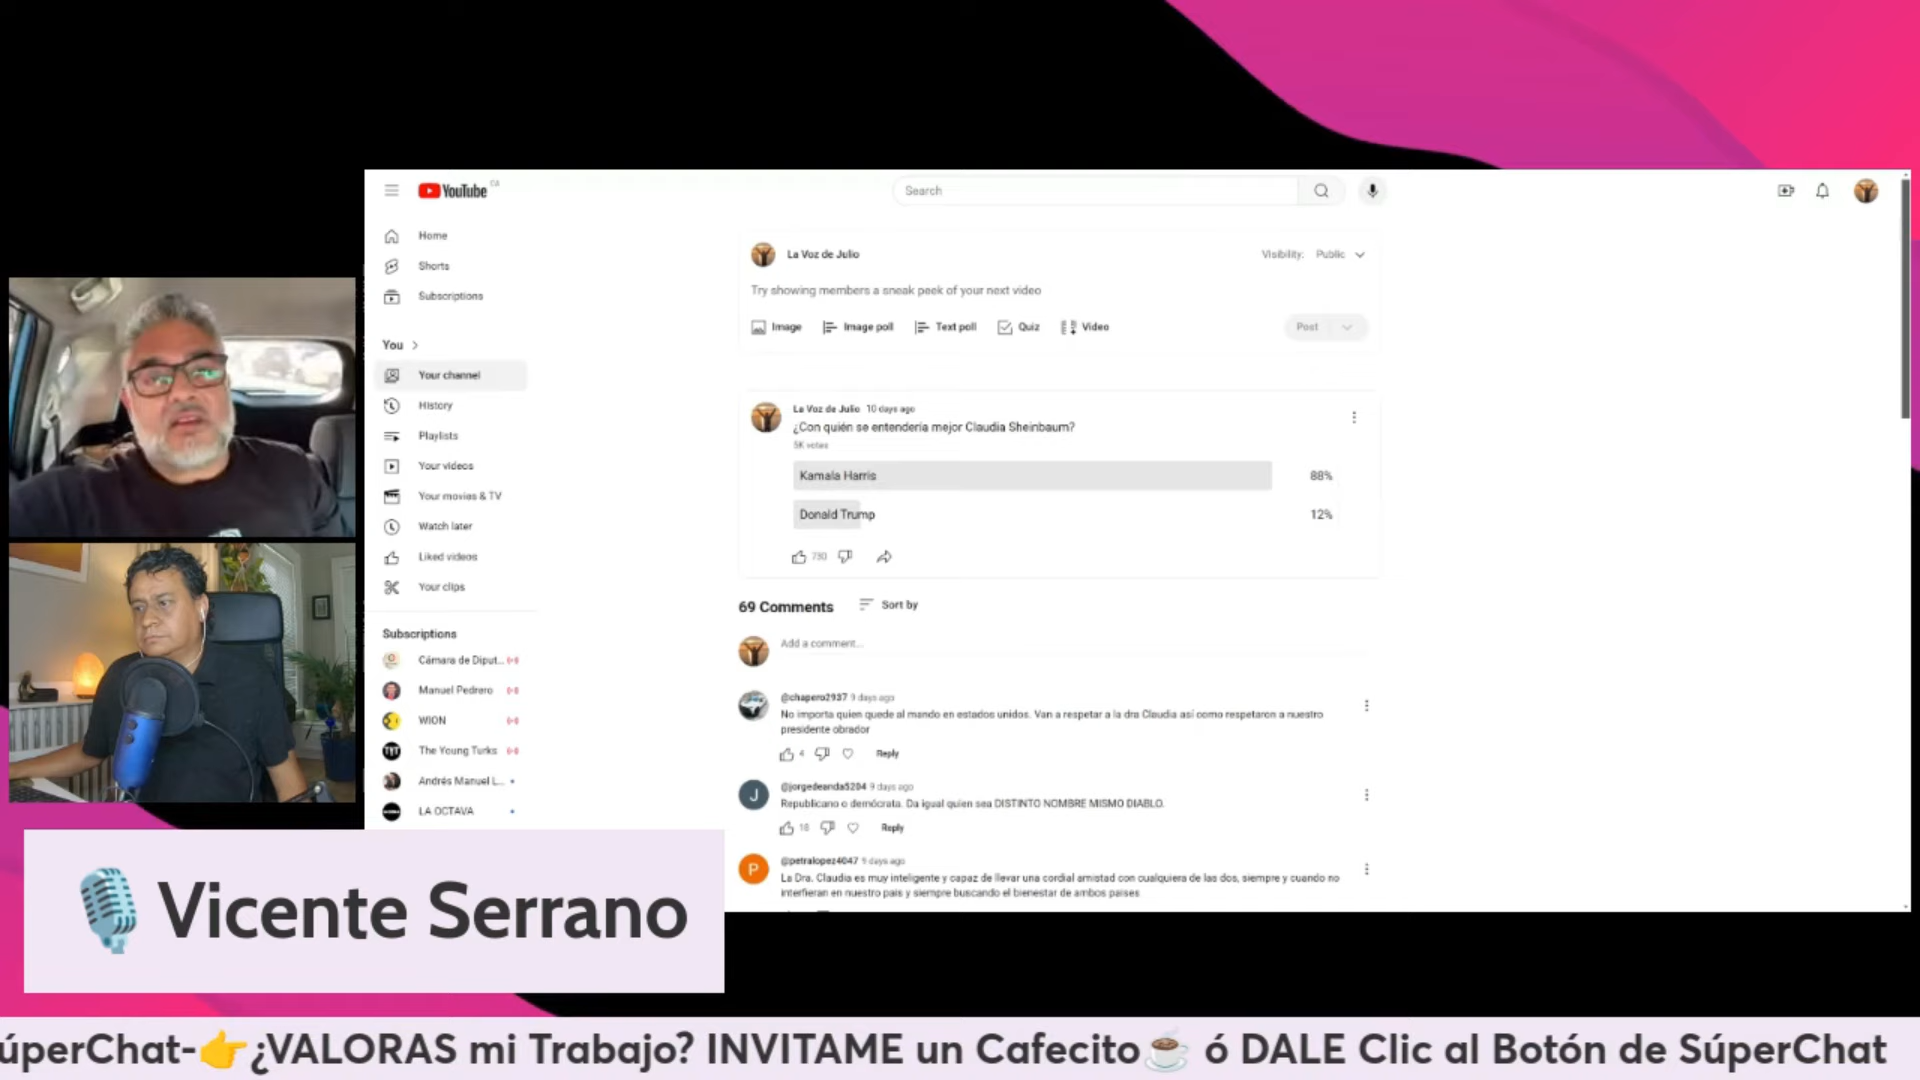 YouTube CA
Search
Home
Shorts
Subscriptions
You
Your channel
History
Playlists
Your videos
Your movies & TV
Watch later
Liked videos
Your clips
Subscriptions
Cámara de Diput...
Manuel Pedrero
WION
The Young Turks
Andrés Manuel L...
LA OCTAVA
La Voz de Julio
Visibility: Public
Try showing members a sneak peek of your next video
Image Image poll Text poll Quiz Video
Post
La Voz de Julio 10 days ago
¿Con quién se entendería mejor Claudia Sheinbaum?
5K votes
Kamala Harris 88%
Donald Trump 12%
730
69 Comments Sort by
Add a comment...
@chapero2937 9 days ago
No importa quien quede al mando en estados unidos. Van a respetar a la dra Claudia así como respetaron a nuestro
presidente obrador
4 Reply
J
@jorgedeanda5204 9 days ago
Republicano o demócrata. Da igual quien sea DISTINTO NOMBRE MISMO DIABLO.
18 Reply
P
@petralopez4047 9 days ago
La Dra. Claudia es muy inteligente y capaz de llevar una cordial amistad con cualquiera de las dos, siempre y cuando no
interfieran en nuestro país y siempre buscando el bienestar de ambos países
Vicente Serrano
úperChat-👉¿VALORAS mi Trabajo? INVITAME un Cafecito☕ ó DALE Clic al Botón de SúperChat